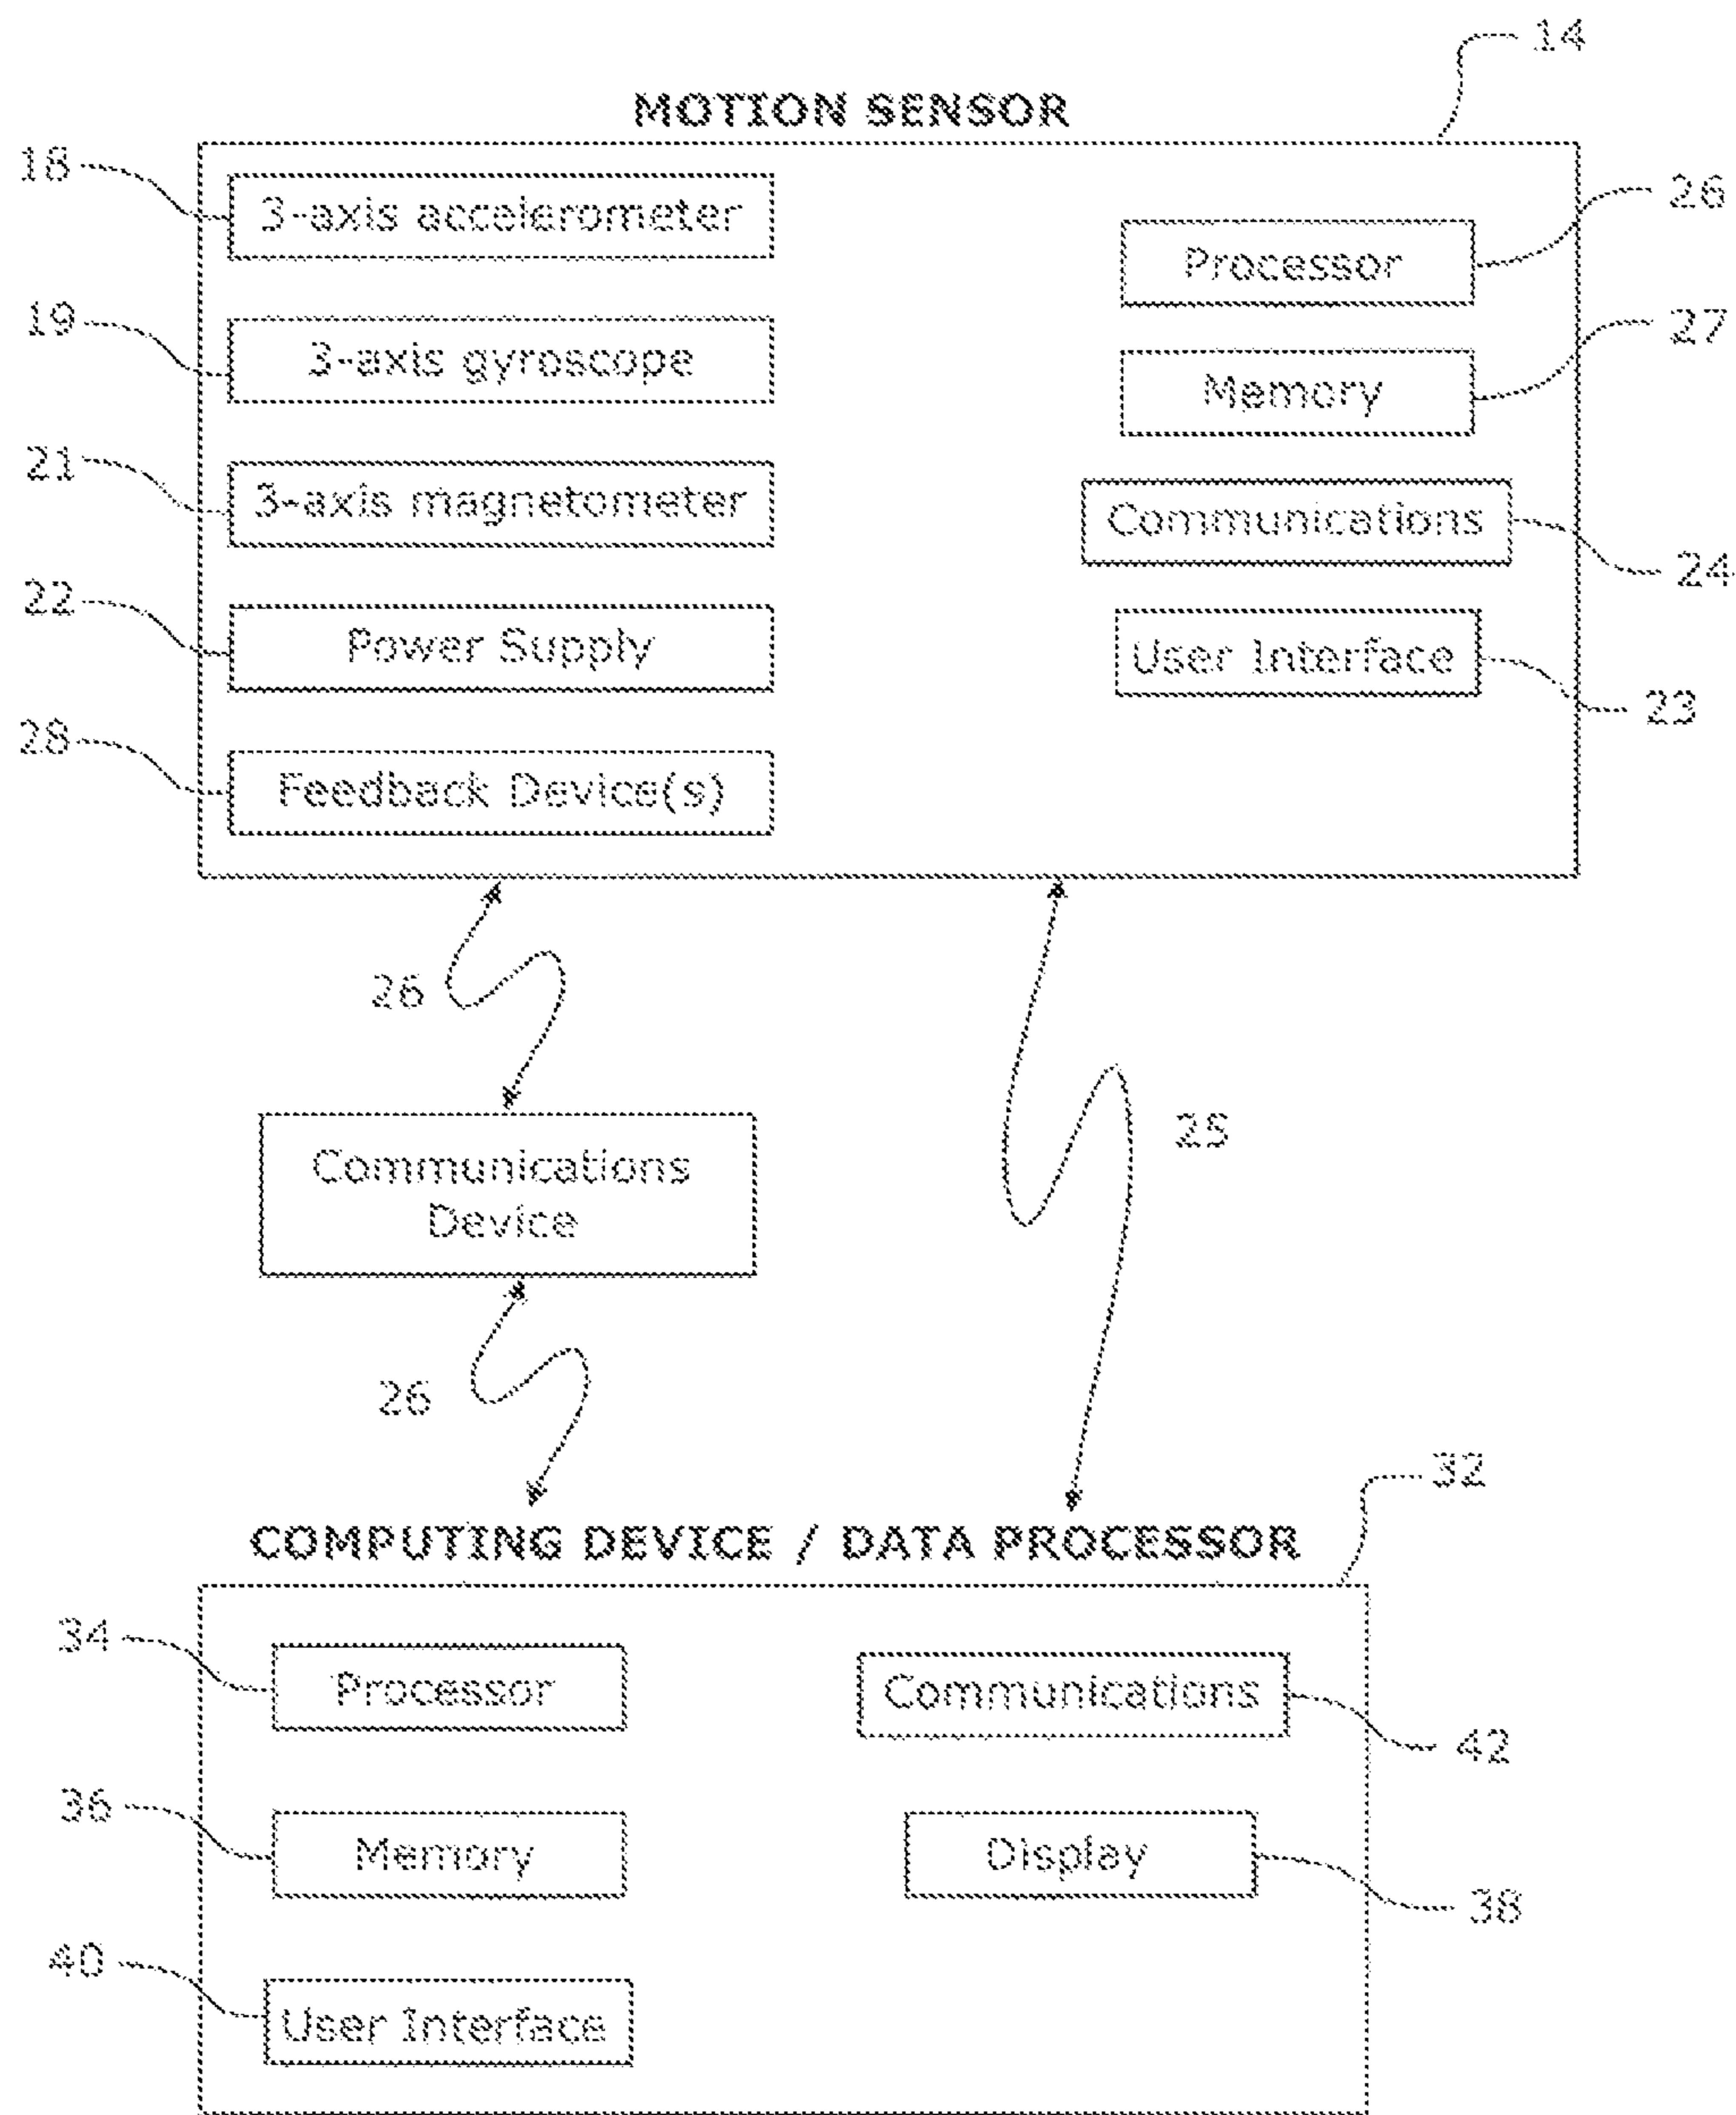 14
MOTION SENSOR
18
3-axis accelerometer
26
Processor
19
3-axis gyroscope
27
Memory
21
3-axis magnetometer
Communications
24
22
Power Supply
User Interface
23
28
Feedback Device(s)
26
25
Communications
Device
26
32
COMPUTING DEVICE / DATA PROCESSOR
34
Processor
Communications
42
36
Memory
Display
38
40
User Interface